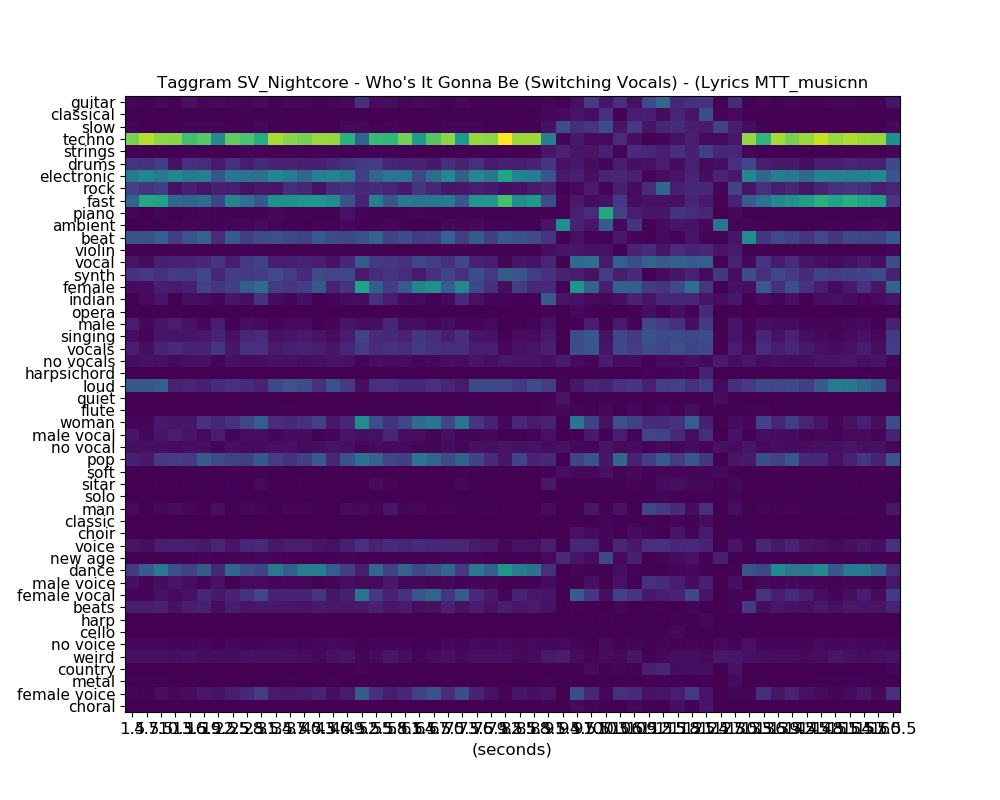 Taggram SV_Nightcore - Who's It Gonna Be (Switching Vocals) - (Lyrics MTT_musicnn
guitar
classical
slow
techno
strings
drums
electronic
rock
fast
piano
ambient
beat
violin
vocal
synth
female
indian
opera
male
singing
vocals
no vocals
harpsichord
loud
quiet
flute
woman
male vocal
no vocal
pop
soft
sitar
solo
man
classic
choir
voice
new age
dance
male voice
female vocal
beats
harp
cello
no voice
weird
country
metal
female voice
choral
(seconds)